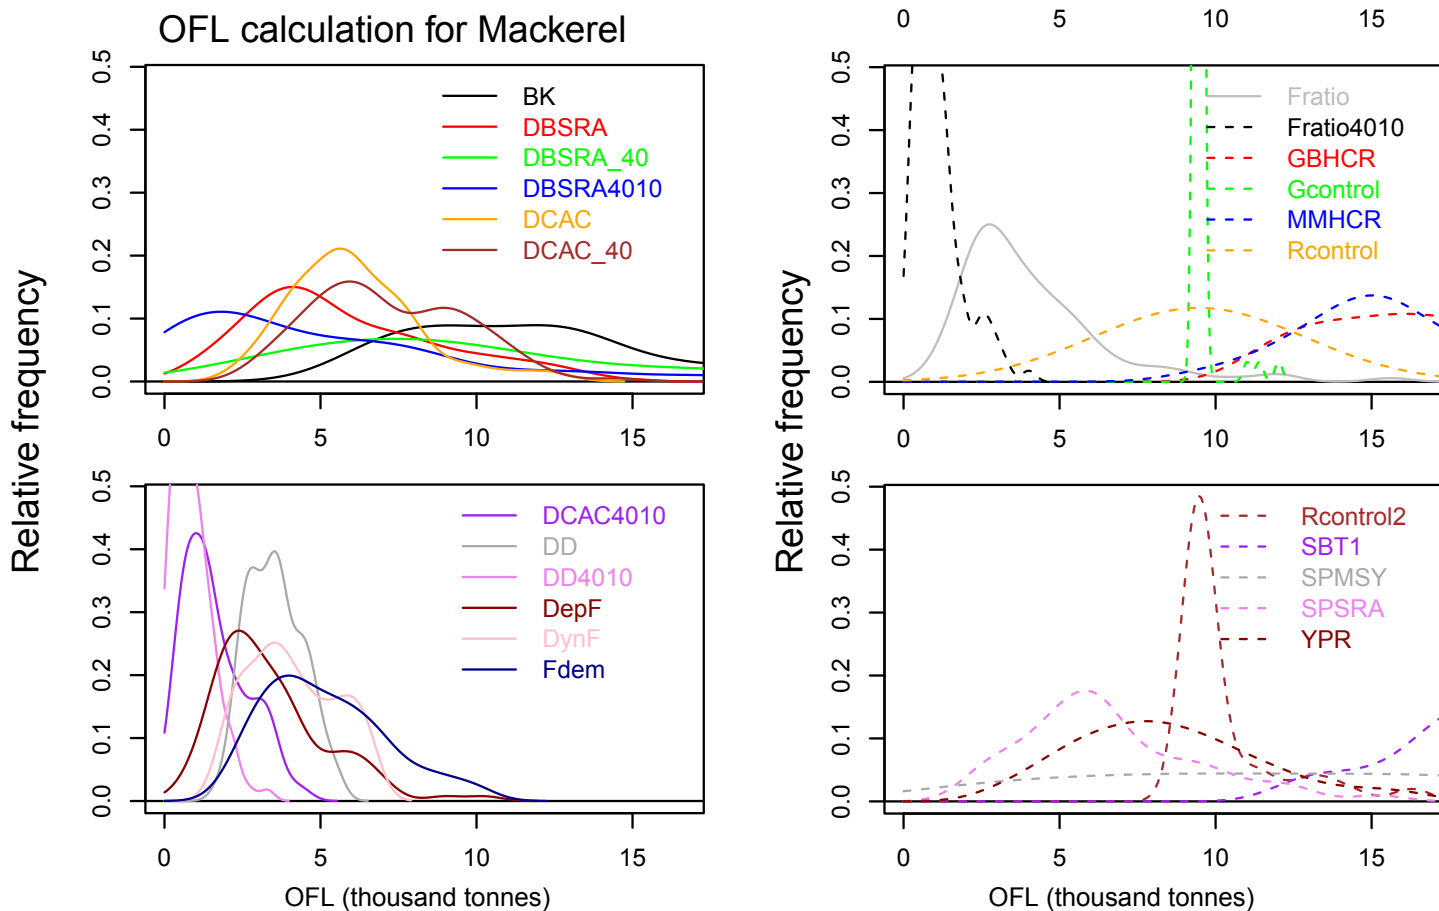 OFL calculation for Mackerel
Relative frequency
0.0 0.1 0.2 0.3 0.4 0.5
BK
DBSRA
DBSRA_40
DBSRA4010
DCAC
DCAC_40
0 5 10 15
0 5 10 15
Relative frequency
0.0 0.1 0.2 0.3 0.4 0.5
Fratio
Fratio4010
GBHCR
Gcontrol
MMHCR
Rcontrol
0 5 10 15
0.0 0.1 0.2 0.3 0.4 0.5
DCAC4010
DD
DD4010
DepF
DynF
Fdem
0 5 10 15
OFL (thousand tonnes)
0.0 0.1 0.2 0.3 0.4 0.5
Rcontrol2
SBT1
SPMSY
SPSRA
YPR
0 5 10 15
OFL (thousand tonnes)